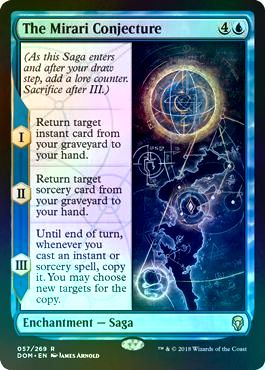 The Mirari Conjecture 4
(As this Saga enters
and after your draw
step, add a lore counter.
Sacrifice after III.)
I
Return target
instant card from
your graveyard to
your hand.
II
Return target
sorcery card from
your graveyard to
your hand.
III
Until end of turn,
whenever you
cast an instant or
sorcery spell, copy
it. You may choose
new targets for the
copy.
Enchantment — Saga
057/269 R
DOM • EN JAMES ARNOLD
™ & © 2018 Wizards of the Coast